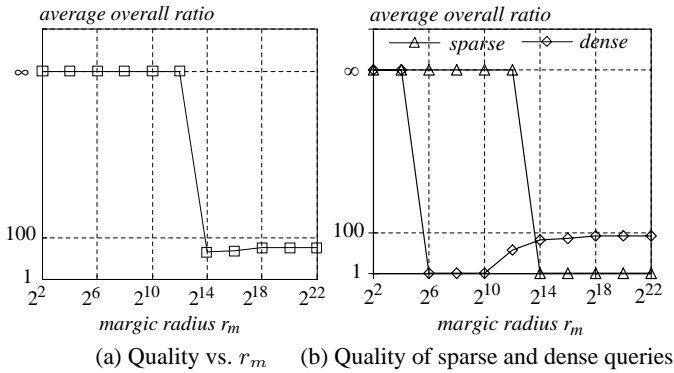 average overall ratio
∞
100
1
2^2 2^6 2^10 2^14 2^18 2^22
margic radius r_m
(a) Quality vs. r_m
average overall ratio
sparse dense
∞
100
1
2^2 2^6 2^10 2^14 2^18 2^22
margic radius r_m
(b) Quality of sparse and dense queries